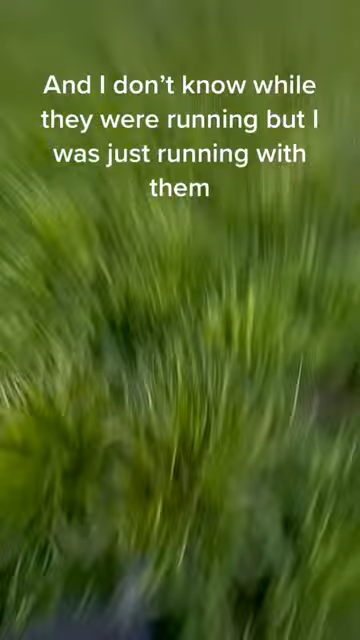 And I don’t know while
they were running but I
was just running with
them